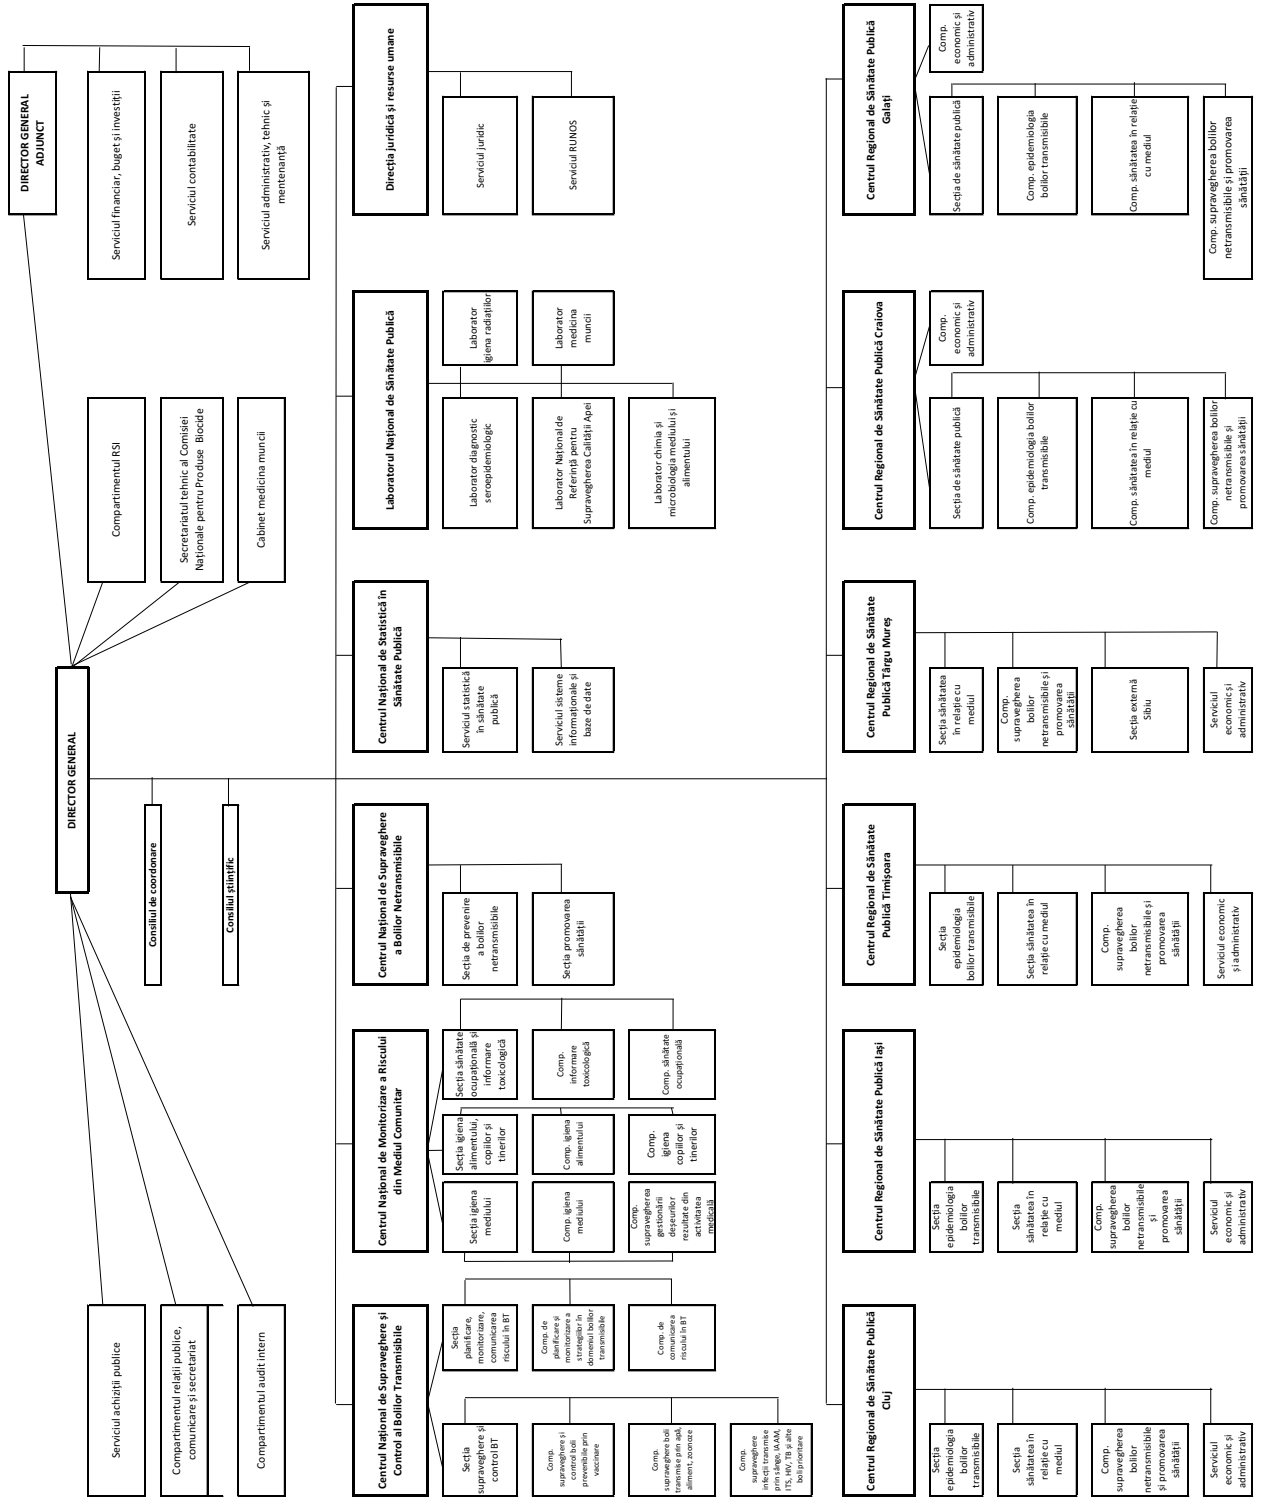 DIRECTOR GENERAL
DIRECTOR GENERAL
ADJUNCT
Serviciul achiziții publice
Compartimentul relații publice,
comunicare și secretariat
Compartimentul audit intern
Consiliul de coordonare
Consiliul științific
Compartimentul RSI
Secretariatul tehnic al Comisiei
Naționale pentru Produse Biocide
Cabinet medicina muncii
Serviciul financiar, buget și investiții
Serviciul contabilitate
Serviciul administrativ, tehnic și
mentenanță
Centrul Național de Supraveghere și
Control al Bolilor Transmisibile
Secția
supraveghere și
control BT
Comp.
supraveghere și
control boli
prevenibile prin
vaccinare
Comp.
supraveghere boli
transmise prin apă,
aliment, zoonoze
Comp.
supraveghere
infecții transmise
prin sânge, IAAM,
ITS, HIV, TB și alte
boli prioritare
Secția
planificare,
monitorizare,
comunicarea
riscului în BT
Comp. de
planificare și
monitorizare a
strategiilor în
domeniul bolilor
transmisibile
Comp. de
comunicarea
riscului în BT
Centrul Național de Monitorizare a Riscului
din Mediul Comunitar
Secția igiena
mediului
Comp. igiena
mediului
Comp.
supravegherea
gestionării
deșeurilor
rezultate din
activitatea
medicală
Secția igiena
alimentului,
copiilor și
tinerilor
Comp. igiena
alimentului
Comp.
igiena
copiilor și
tinerilor
Secția sănătate
ocupațională și
informare
toxicologică
Comp.
informare
toxicologică
Comp. sănătate
ocupațională
Centrul Național de Supraveghere
a Bolilor Netransmisibile
Secția de prevenire
a bolilor
netransmisibile
Secția promovarea
sănătății
Centrul Național de Statistică în
Sănătate Publică
Serviciul statistică
în sănătate
publică
Serviciul sisteme
informaționale și
baze de date
Laboratorul Național de Sănătate Publică
Laborator diagnostic
seroepidemiologic
Laborator Național de
Referință pentru
Supravegherea Calității Apei
Laborator chimia și
microbiologia mediului și
alimentului
Laborator
igiena radiațiilor
Laborator
medicina
muncii
Direcția juridică și resurse umane
Serviciul juridic
Serviciul RUNOS
Centrul Regional de Sănătate Publică
Cluj
Secția
epidemiologia
bolilor
transmisibile
Secția
sănătatea în
relație cu
mediul
Comp.
supravegherea
bolilor
netransmisibile
și promovarea
sănătății
Serviciul
economic și
administrativ
Centrul Regional de Sănătate Publică Iași
Secția
epidemiologia
bolilor
transmisibile
Secția
sănătatea în
relație cu
mediul
Comp.
supravegherea
bolilor
netransmisibile
și
promovarea
sănătății
Serviciul
economic și
administrativ
Centrul Regional de Sănătate
Publică Timișoara
Secția
epidemiologia
bolilor transmisibile
Secția sănătatea în
relație cu mediul
Comp.
supravegherea
bolilor
netransmisibile și
promovarea
sănătății
Serviciul economic
și administrativ
Centrul Regional de Sănătate
Publică Târgu Mureș
Secția sănătatea
în relație cu
mediul
Comp.
supravegherea
bolilor
netransmisibile și
promovarea
sănătății
Secția externă
Sibiu
Serviciul
economic și
administrativ
Centrul Regional de Sănătate Publică Craiova
Secția de sănătate publică
Comp. epidemiologia bolilor
transmisibile
Comp. sănătatea în relație cu
mediul
Comp. supravegherea bolilor
netransmisibile și
promovarea sănătății
Comp.
economic și
administrativ
Centrul Regional de Sănătate Publică
Galați
Secția de sănătate publică
Comp. epidemiologia
bolilor transmisibile
Comp. sănătatea în relație
cu mediul
Comp. supravegherea bolilor
netransmisibile și promovarea
sănătății
Comp.
economic și
administrativ